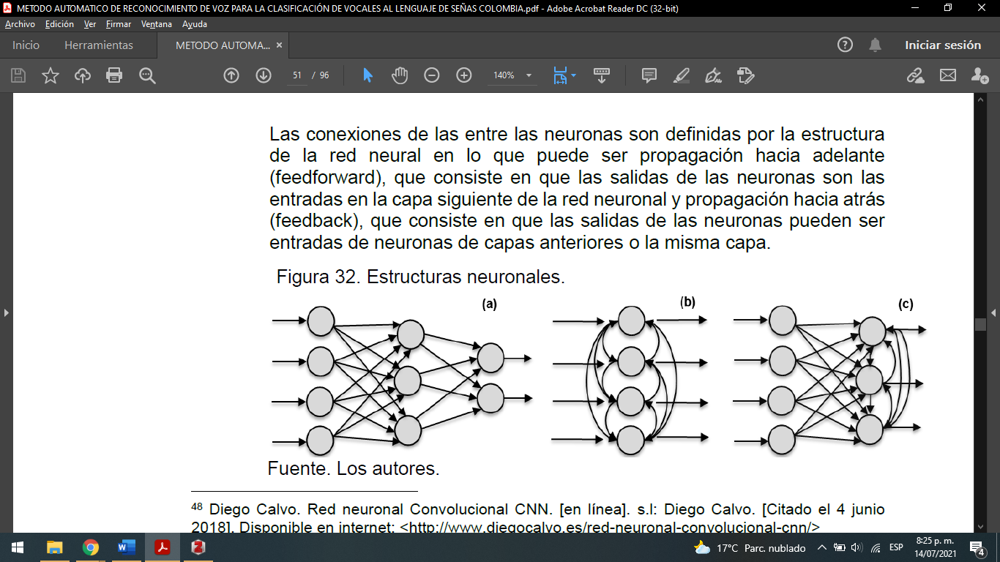 METODO AUTOMATICO DE RECONOCIMIENTO DE VOZ PARA LA CLASIFICACIÓN DE VOCALES AL LENGUAJE DE SEÑAS COLOMBIA.pdf - Adobe Acrobat Reader DC (32-bit)
Archivo Edición Ver Firmar Ventana Ayuda
Inicio Herramientas METODO AUTOMA... × Iniciar sesión
51 / 96 140%
Las conexiones de las entre las neuronas son definidas por la estructura
de la red neural en lo que puede ser propagación hacia adelante
(feedforward), que consiste en que las salidas de las neuronas son las
entradas en la capa siguiente de la red neuronal y propagación hacia atrás
(feedback), que consiste en que las salidas de las neuronas pueden ser
entradas de neuronas de capas anteriores o la misma capa.
Figura 32. Estructuras neuronales.
(a) (b) (c)
Fuente. Los autores.
48 Diego Calvo. Red neuronal Convolucional CNN. [en línea]. s.l: Diego Calvo. [Citado el 4 junio
2018]. Disponible en internet: <http://www.diegocalvo.es/red-neuronal-convolucional-cnn/>
17°C Parc. nublado ESP 8:25 p. m.
14/07/2021 4